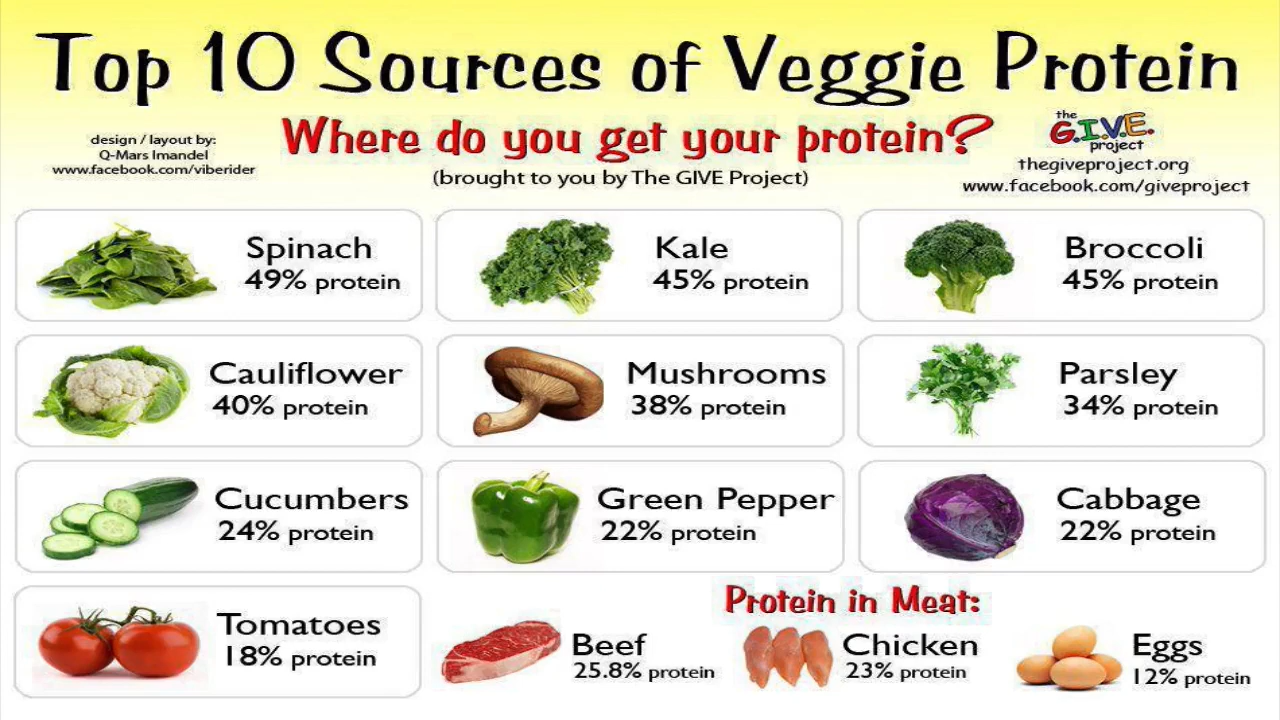 Top 10 Sources of Veggie Protein
design / layout by:
Q-Mars Imandel
www.facebook.com/viberider
Where do you get your protein?
(brought to you by The GIVE Project)
the
G.I.V.E.
project
thegiveproject.org
www.facebook.com/giveproject
Spinach
49% protein
Kale
45% protein
Broccoli
45% protein
Cauliflower
40% protein
Mushrooms
38% protein
Parsley
34% protein
Cucumbers
24% protein
Green Pepper
22% protein
Cabbage
22% protein
Tomatoes
18% protein
Protein in Meat:
Beef
25.8% protein
Chicken
23% protein
Eggs
12% protein